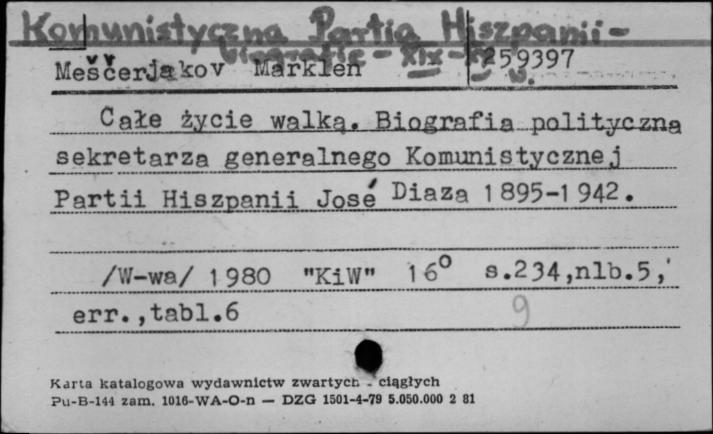 Komunistyczna Partia Hiszpanii -
biografie - XIX - XX w.
Meščerjakov Marklen 259397
Całe życie walką. Biografia polityczna
sekretarza generalnego Komunistycznej
Partii Hiszpanii José Diaza 1895-1942.
/W-wa/ 1980 "KiW" 16° s.234,nlb.5,
err.,tabl.6 9
Karta katalogowa wydawnictw zwartych - ciągłych
Pu-B-144 zam. 1016-WA-O-n — DZG 1501-4-79 5.050.000 2 81